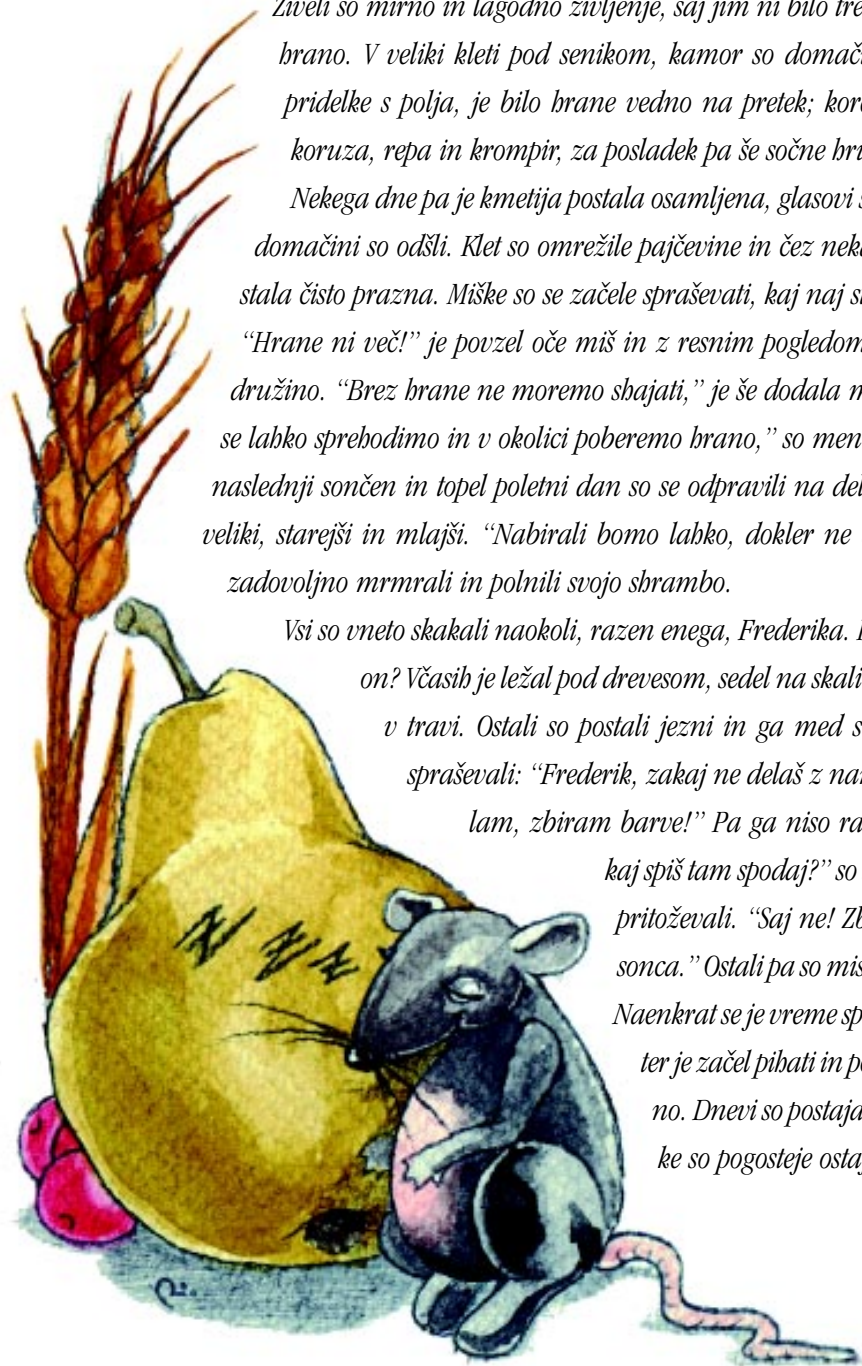 Živeli so mirno in lagodno življenje, saj jim ni bilo tre
hrano. V veliki kleti pod senikom, kamor so domači
pridelke s polja, je bilo hrane vedno na pretek; kore
koruza, repa in krompir, za posladek pa še sočne hru
Nekega dne pa je kmetija postala osamljena, glasovi s
domačini so odšli. Klet so omrežile pajčevine in čez neka
stala čisto prazna. Miške so se začele spraševati, kaj naj st
“Hrane ni več!” je povzel oče miš in z resnim pogledom
družino. “Brez hrane ne moremo shajati,” je še dodala m
se lahko sprehodimo in v okolici poberemo hrano,” so men
naslednji sončen in topel poletni dan so se odpravili na del
veliki, starejši in mlajši. “Nabirali bomo lahko, dokler ne
zadovoljno mrmrali in polnili svojo shrambo.
Vsi so vneto skakali naokoli, razen enega, Frederika.
on? Včasih je ležal pod drevesom, sedel na skali
v travi. Ostali so postali jezni in ga med s
spraševali: “Frederik, zakaj ne delaš z nar
lam, zbiram barve!” Pa ga niso ra
kaj spiš tam spodaj?” so
pritoževali. “Saj ne! Zb
sonca.” Ostali pa so mis
Naenkrat se je vreme sp
ter je začel pihati in po
no. Dnevi so postaja
ke so pogosteje osta